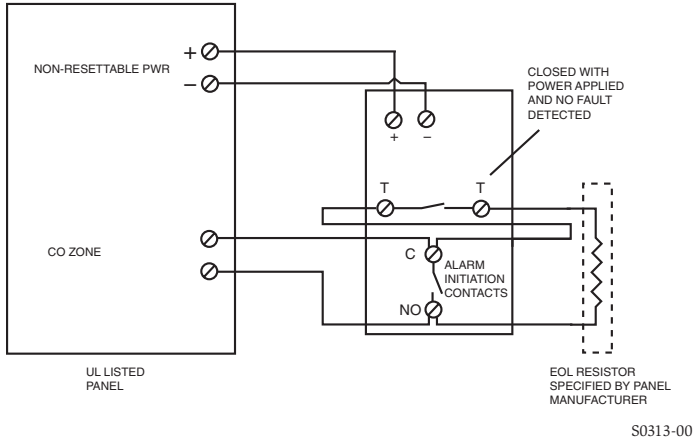 NON-RESETTABLE PWR
+
–
CLOSED WITH
POWER APPLIED
AND NO FAULT
DETECTED
+
–
T
T
CO ZONE
C
ALARM
INITIATION
CONTACTS
NO
UL LISTED
PANEL
EOL RESISTOR
SPECIFIED BY PANEL
MANUFACTURER
S0313-00